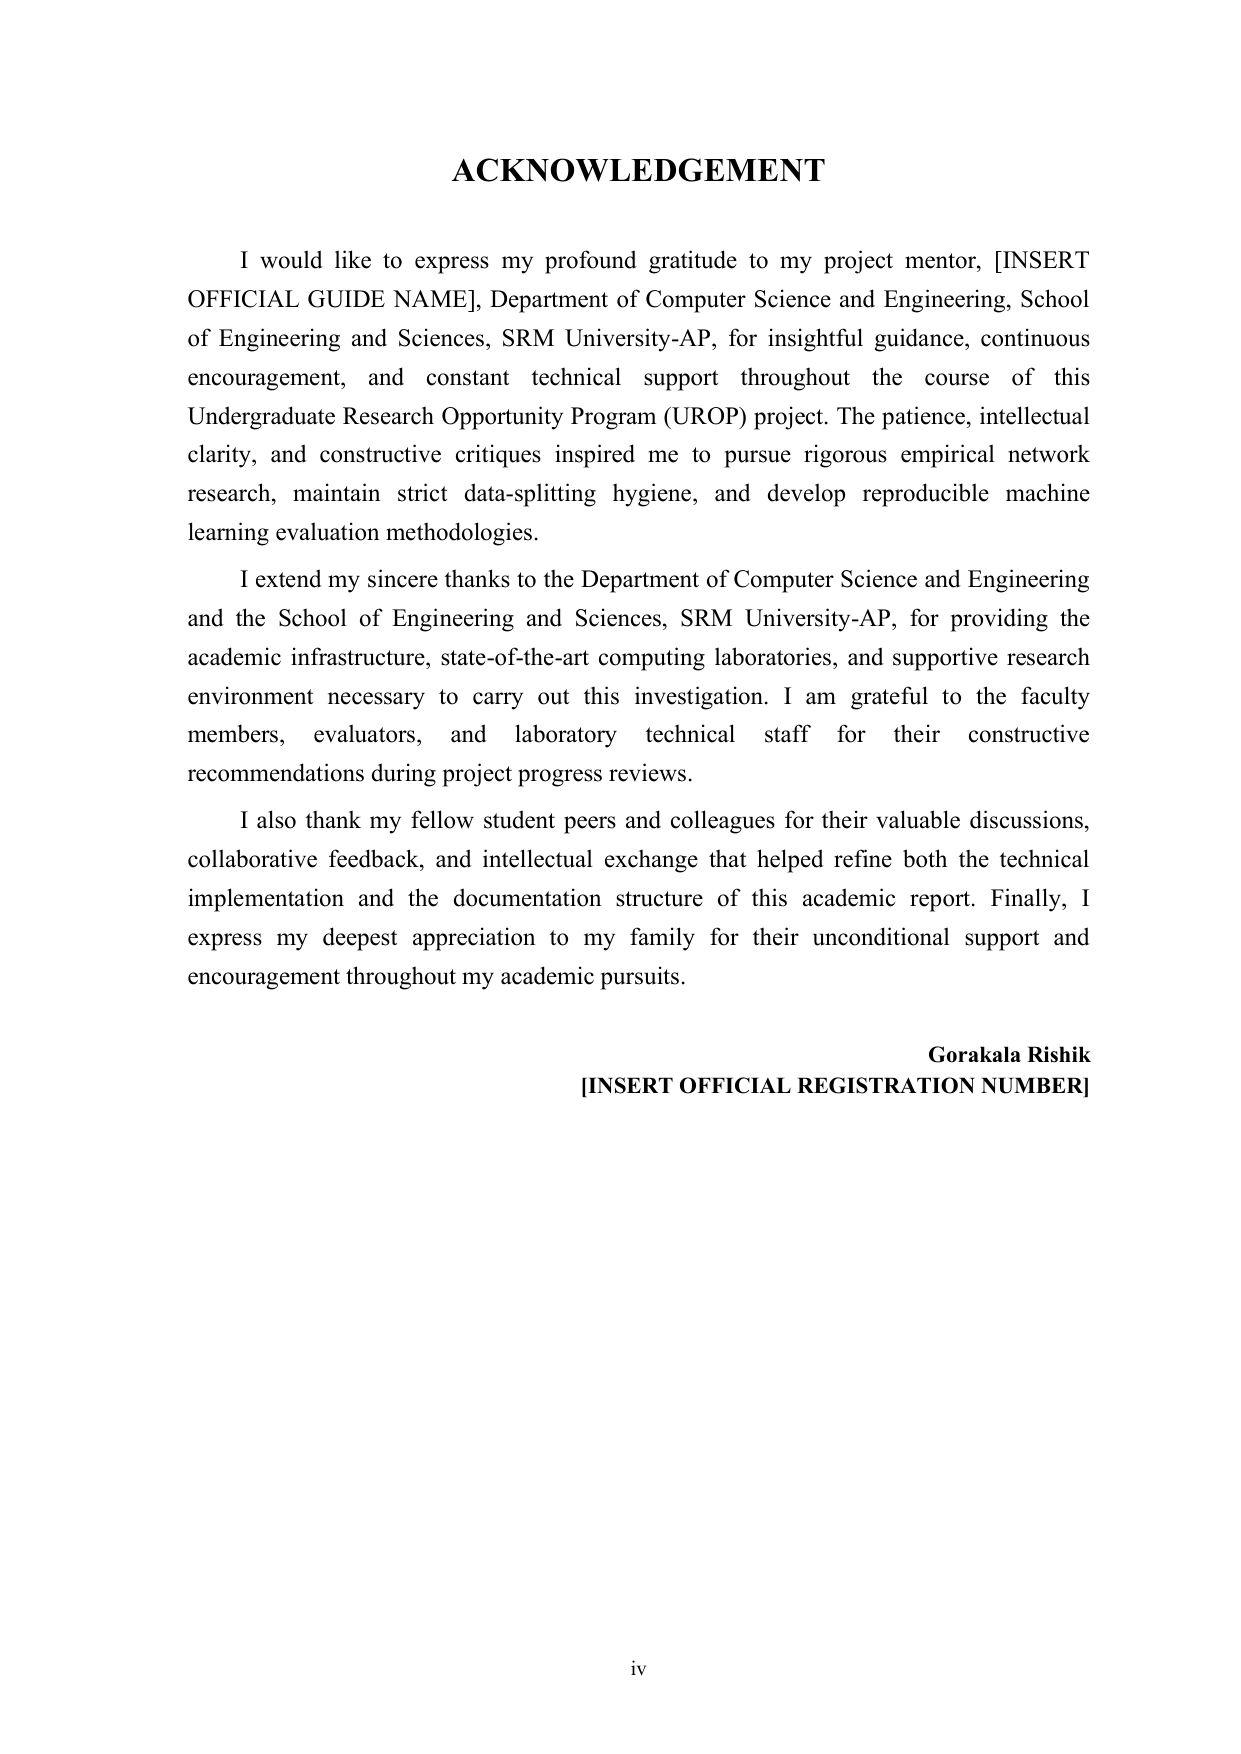 ACKNOWLEDGEMENT
I would like to express my profound gratitude to my project mentor, [INSERT
OFFICIAL GUIDE NAME], Department of Computer Science and Engineering, School
of Engineering and Sciences, SRM University-AP, for insightful guidance, continuous
encouragement, and constant technical support throughout the course of this
Undergraduate Research Opportunity Program (UROP) project. The patience, intellectual
clarity, and constructive critiques inspired me to pursue rigorous empirical network
research, maintain strict data-splitting hygiene, and develop reproducible machine
learning evaluation methodologies.
I extend my sincere thanks to the Department of Computer Science and Engineering
and the School of Engineering and Sciences, SRM University-AP, for providing the
academic infrastructure, state-of-the-art computing laboratories, and supportive research
environment necessary to carry out this investigation. I am grateful to the faculty
members, evaluators, and laboratory technical staff for their constructive
recommendations during project progress reviews.
I also thank my fellow student peers and colleagues for their valuable discussions,
collaborative feedback, and intellectual exchange that helped refine both the technical
implementation and the documentation structure of this academic report. Finally, I
express my deepest appreciation to my family for their unconditional support and
encouragement throughout my academic pursuits.
Gorakala Rishik
[INSERT OFFICIAL REGISTRATION NUMBER]
iv